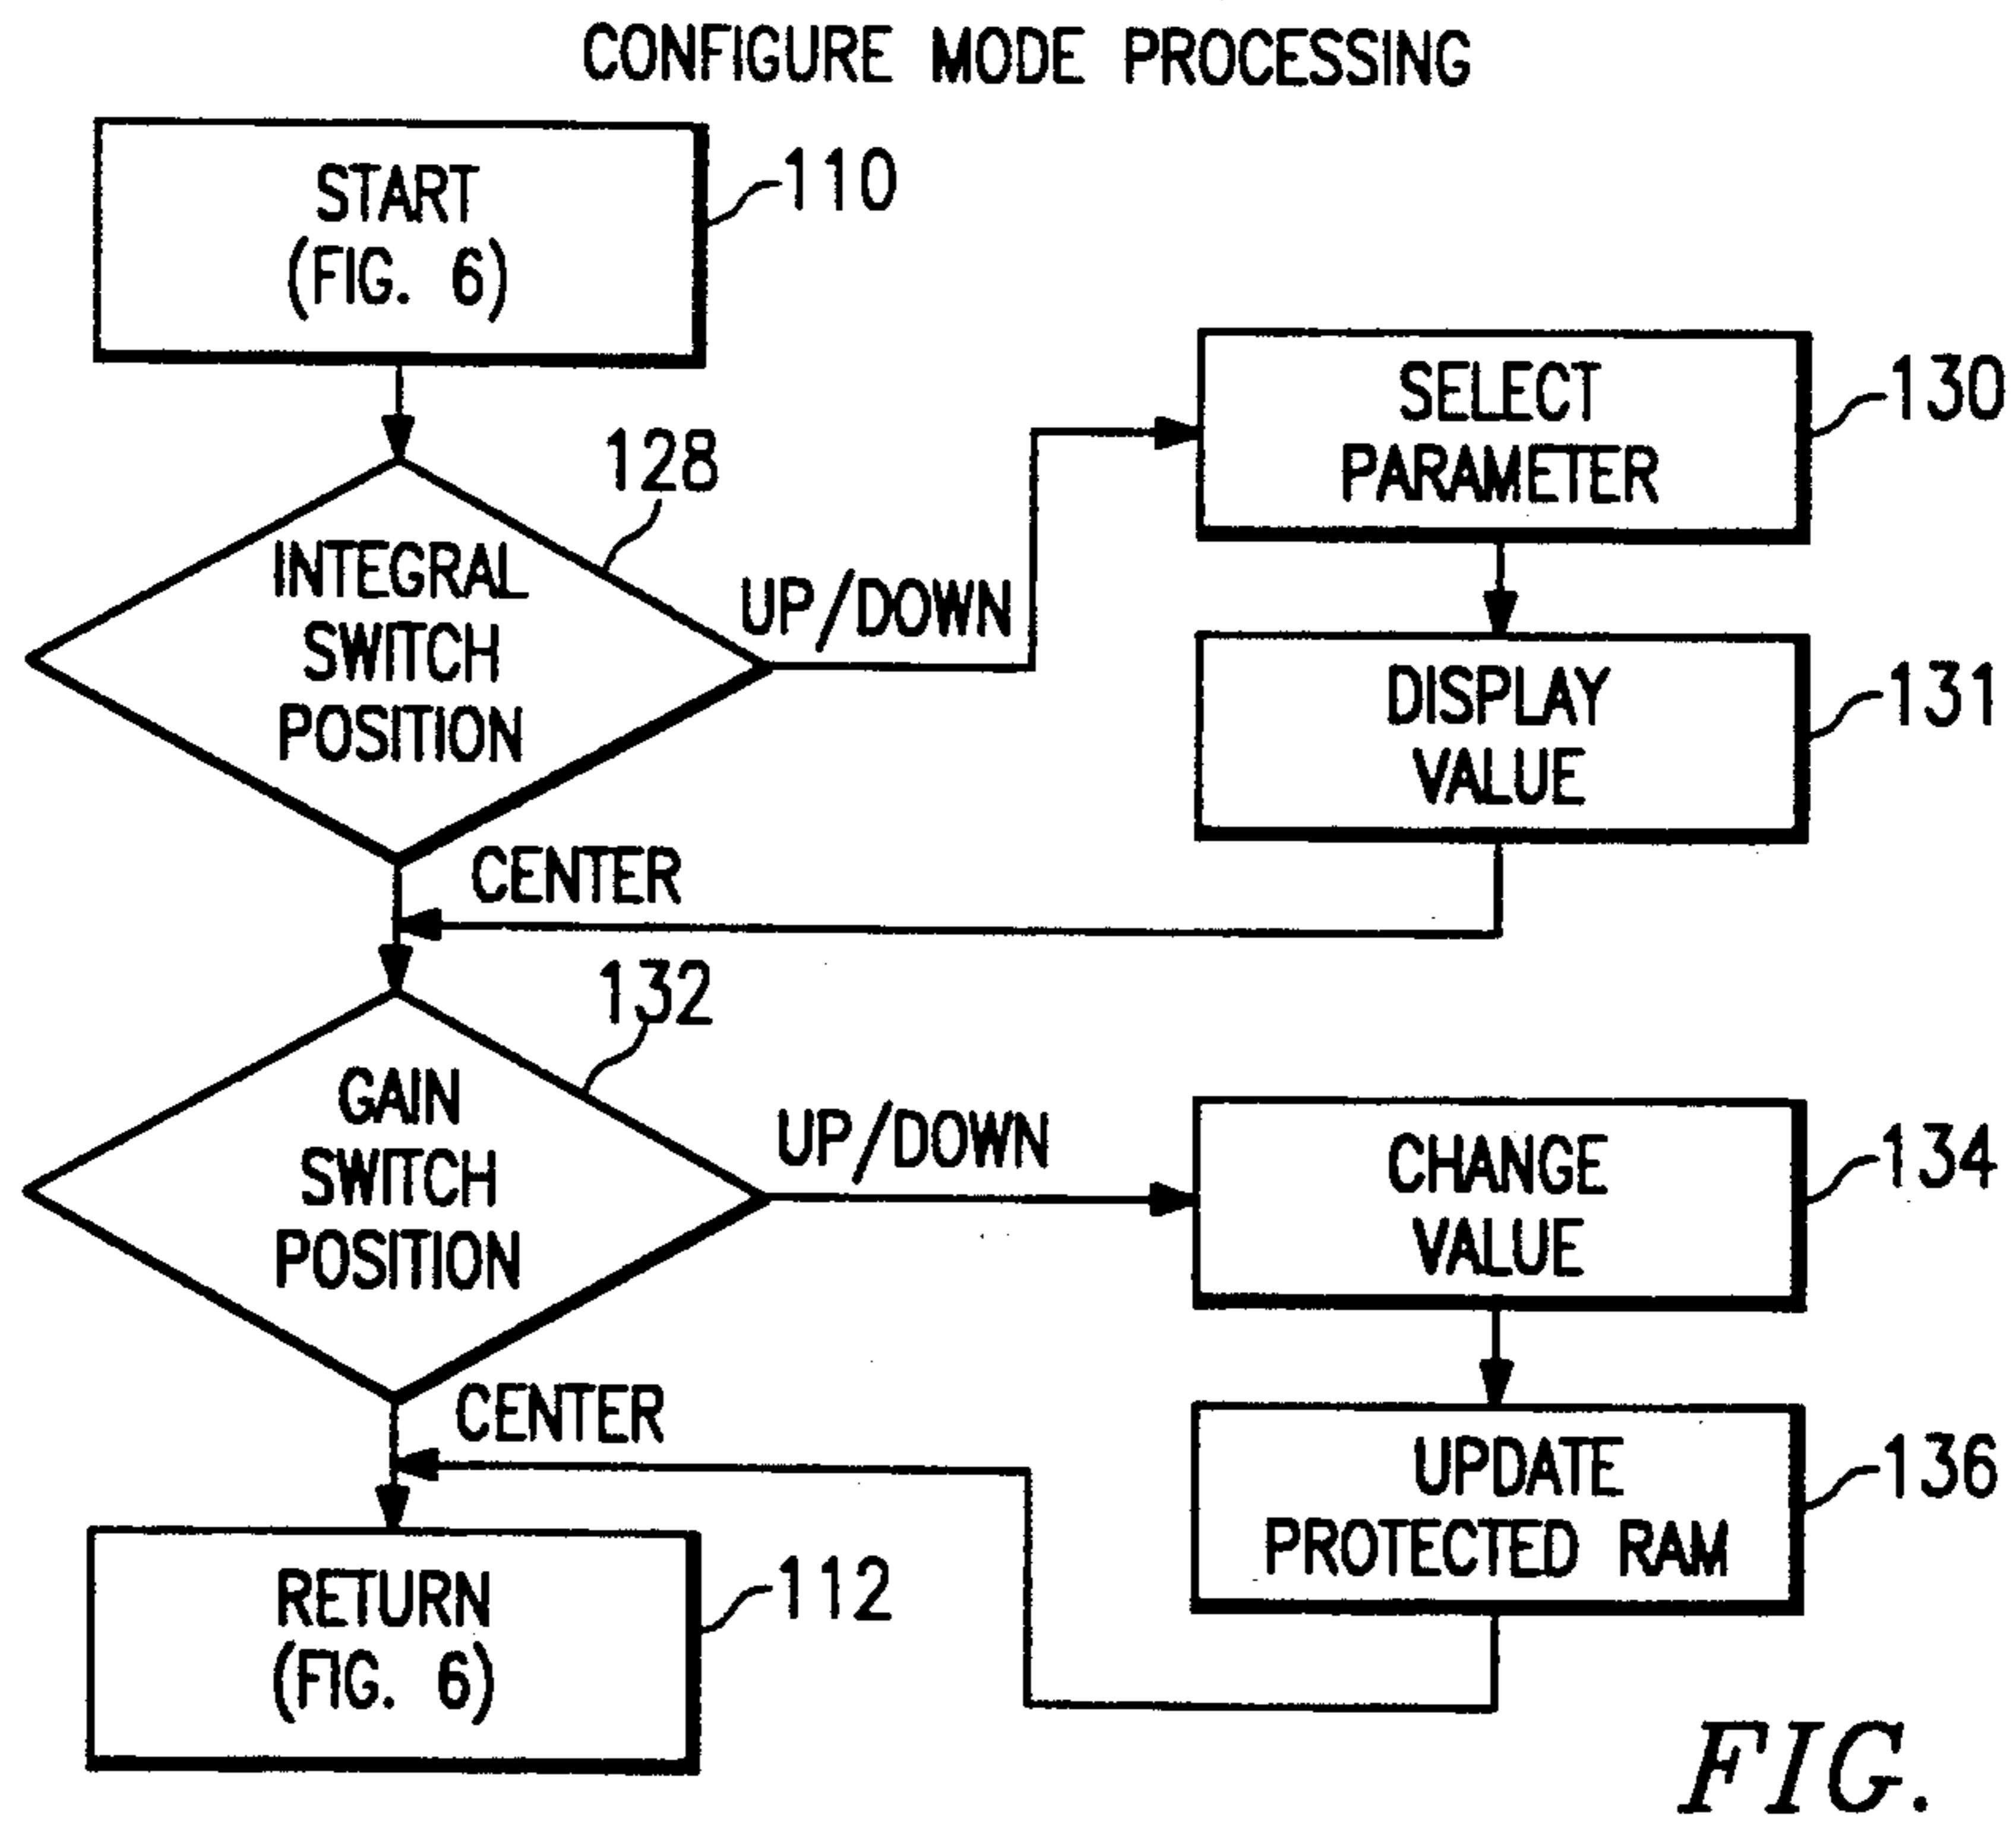 CONFIGURE MODE PROCESSING
START
(FIG. 6)
110
128
INTEGRAL
SWITCH
POSITION
UP/DOWN
SELECT
PARAMETER
130
DISPLAY
VALUE
131
CENTER
132
GAIN
SWITCH
POSITION
UP/DOWN
CHANGE
VALUE
134
CENTER
UPDATE
PROTECTED RAM
136
RETURN
(FIG. 6)
112
FIG.